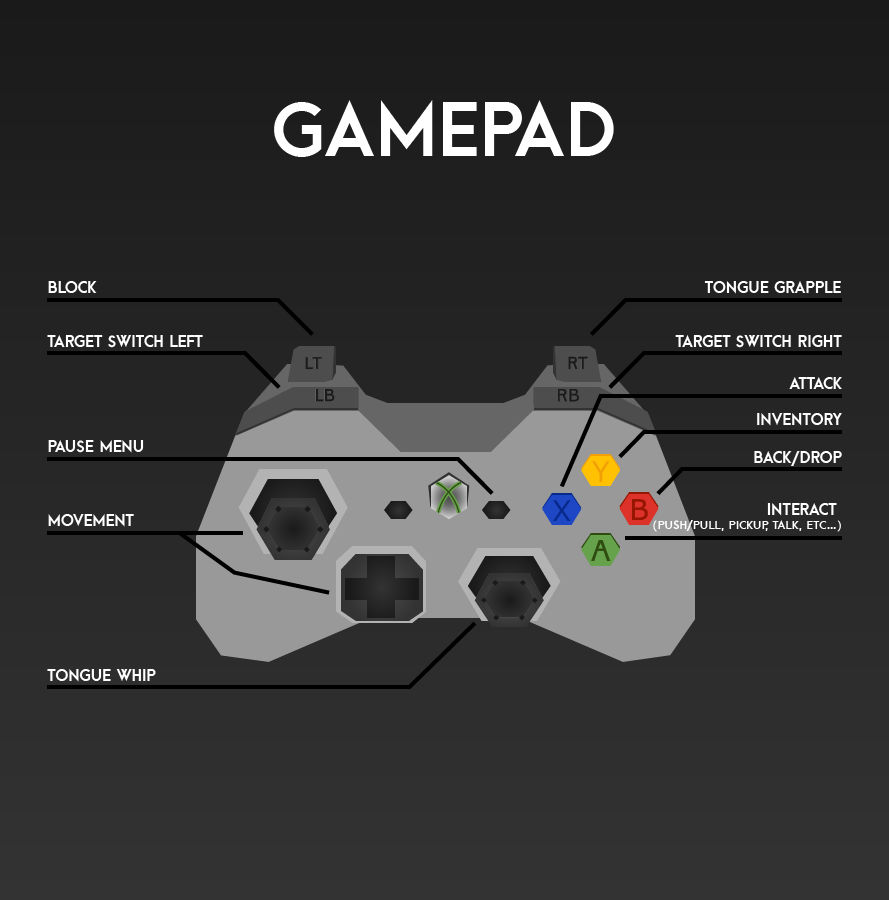 GAMEPAD
BLOCK
TONGUE GRAPPLE
TARGET SWITCH LEFT
TARGET SWITCH RIGHT
LT
RT
ATTACK
LB
RB
INVENTORY
PAUSE MENU
BACK/DROP
Y
X
B
INTERACT
MOVEMENT
(PUSH/PULL, PICKUP, TALK, ETC...)
A
TONGUE WHIP